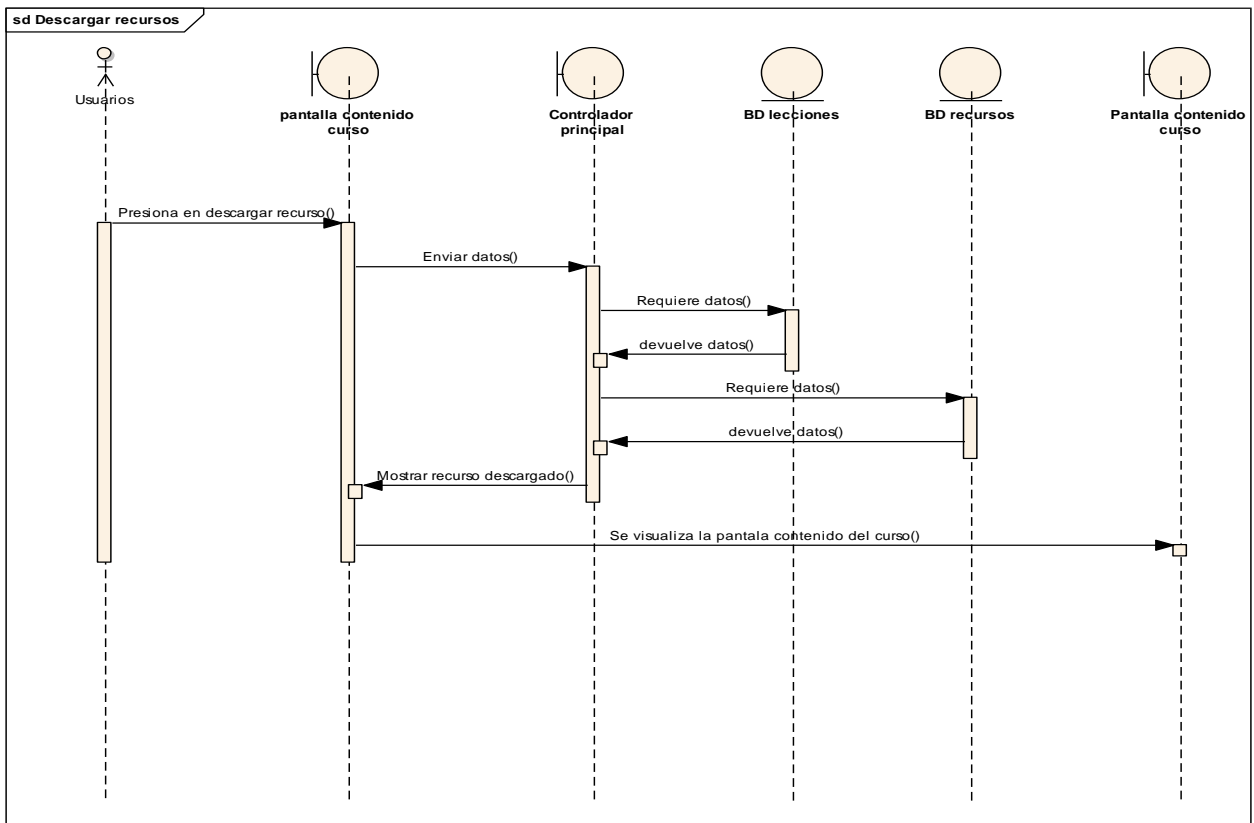 sd Descargar recursos
Usuarios
pantalla contenido
curso
Controlador
principal
BD lecciones
BD recursos
Pantalla contenido
curso
Presiona en descargar recurso()
Enviar datos()
Requiere datos()
devuelve datos()
Requiere datos()
devuelve datos()
Mostrar recurso descargado()
Se visualiza la pantala contenido del curso()